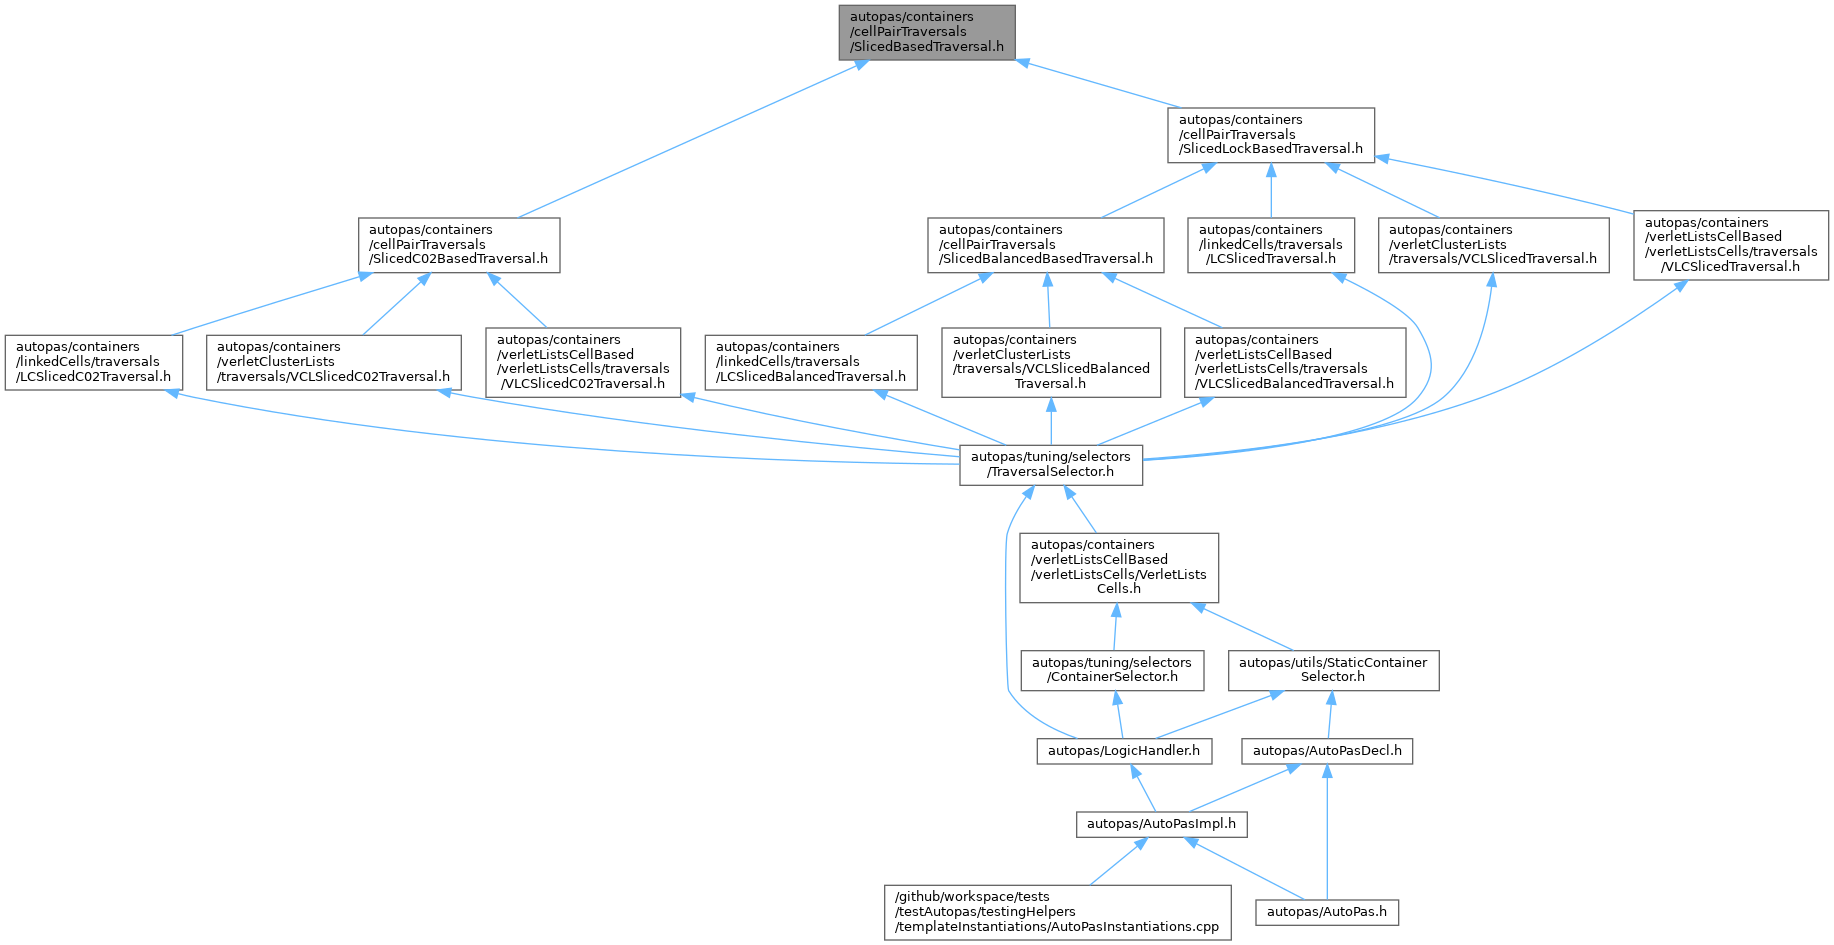 autopas/containers
/cellPairTraversals
/SlicedBasedTraversal.h
autopas/containers
/cellPairTraversals
/SlicedLockBasedTraversal.h
autopas/containers
/cellPairTraversals
/SlicedC02BasedTraversal.h
autopas/containers
/cellPairTraversals
/SlicedBalancedBasedTraversal.h
autopas/containers
/linkedCells/traversals
/LCSlicedTraversal.h
autopas/containers
/verletClusterLists
/traversals/VCLSlicedTraversal.h
autopas/containers
/verletListsCellBased
/verletListsCells/traversals
/VLCSlicedTraversal.h
autopas/containers
/linkedCells/traversals
/LCSlicedC02Traversal.h
autopas/containers
/verletClusterLists
/traversals/VCLSlicedC02Traversal.h
autopas/containers
/verletListsCellBased
/verletListsCells/traversals
/VLCSlicedC02Traversal.h
autopas/containers
/linkedCells/traversals
/LCSlicedBalancedTraversal.h
autopas/containers
/verletClusterLists
/traversals/VCLSlicedBalanced
Traversal.h
autopas/containers
/verletListsCellBased
/verletListsCells/traversals
/VLCSlicedBalancedTraversal.h
autopas/tuning/selectors
/TraversalSelector.h
autopas/containers
/verletListsCellBased
/verletListsCells/VerletLists
Cells.h
autopas/tuning/selectors
/ContainerSelector.h
autopas/utils/StaticContainer
Selector.h
autopas/LogicHandler.h
autopas/AutoPasDecl.h
autopas/AutoPasImpl.h
/github/workspace/tests
/testAutopas/testingHelpers
/templateInstantiations/AutoPasInstantiations.cpp
autopas/AutoPas.h